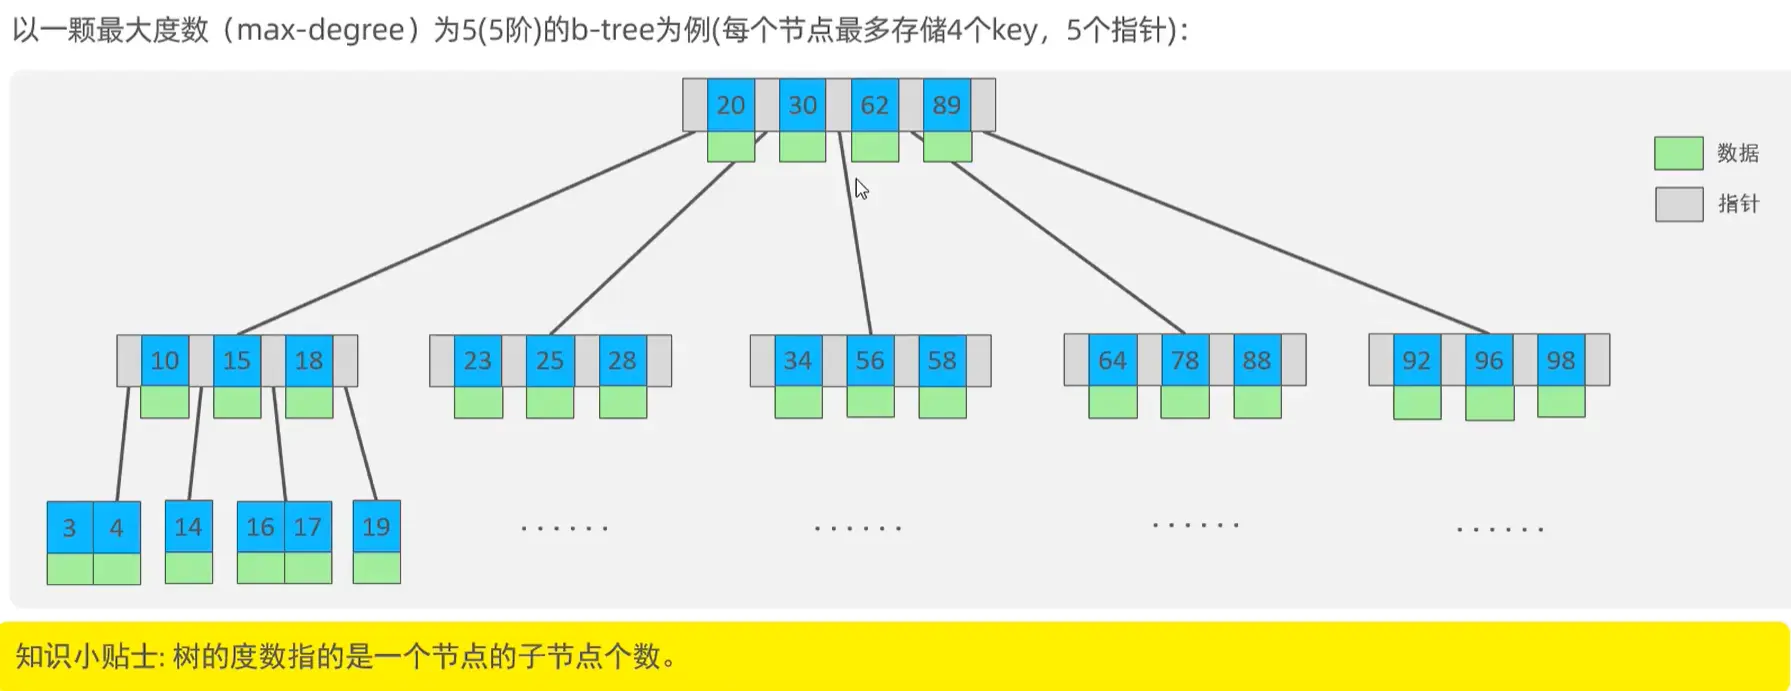 以一颗最大度数（max-degree）为5(5阶)的b-tree为例(每个节点最多存储4个key，5个指针)：
20 30 62 89
数据
指针
10 15 18 23 25 28 34 56 58 64 78 88 92 96 98
3 4 14 16 17 19 ...... ...... ...... ......
知识小贴士: 树的度数指的是一个节点的子节点个数。